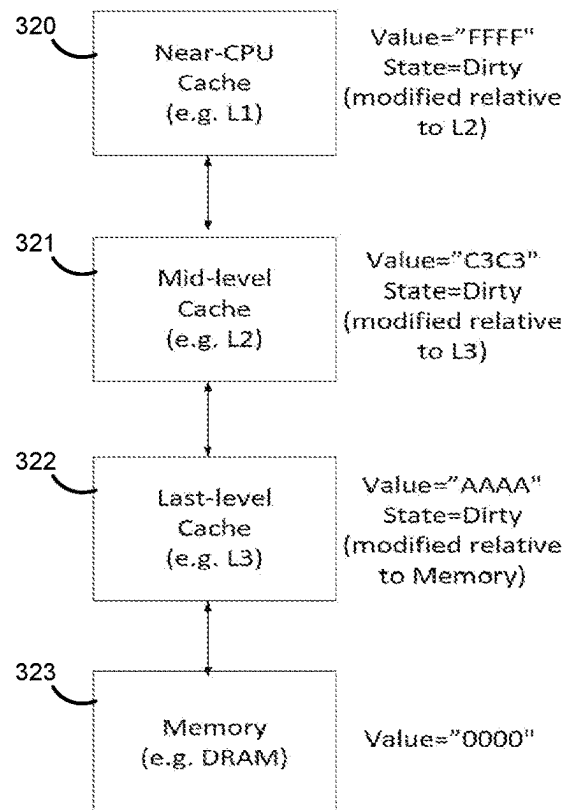 320
Near-CPU
Cache
(e.g. L1)
Value="FFFF"
State=Dirty
(modified relative
to L2)
321
Mid-level
Cache
(e.g. L2)
Value="C3C3"
State=Dirty
(modified relative
to L3)
322
Last-level
Cache
(e.g. L3)
Value="AAAA"
State=Dirty
(modified relative
to Memory)
323
Memory
(e.g. DRAM)
Value="0000"